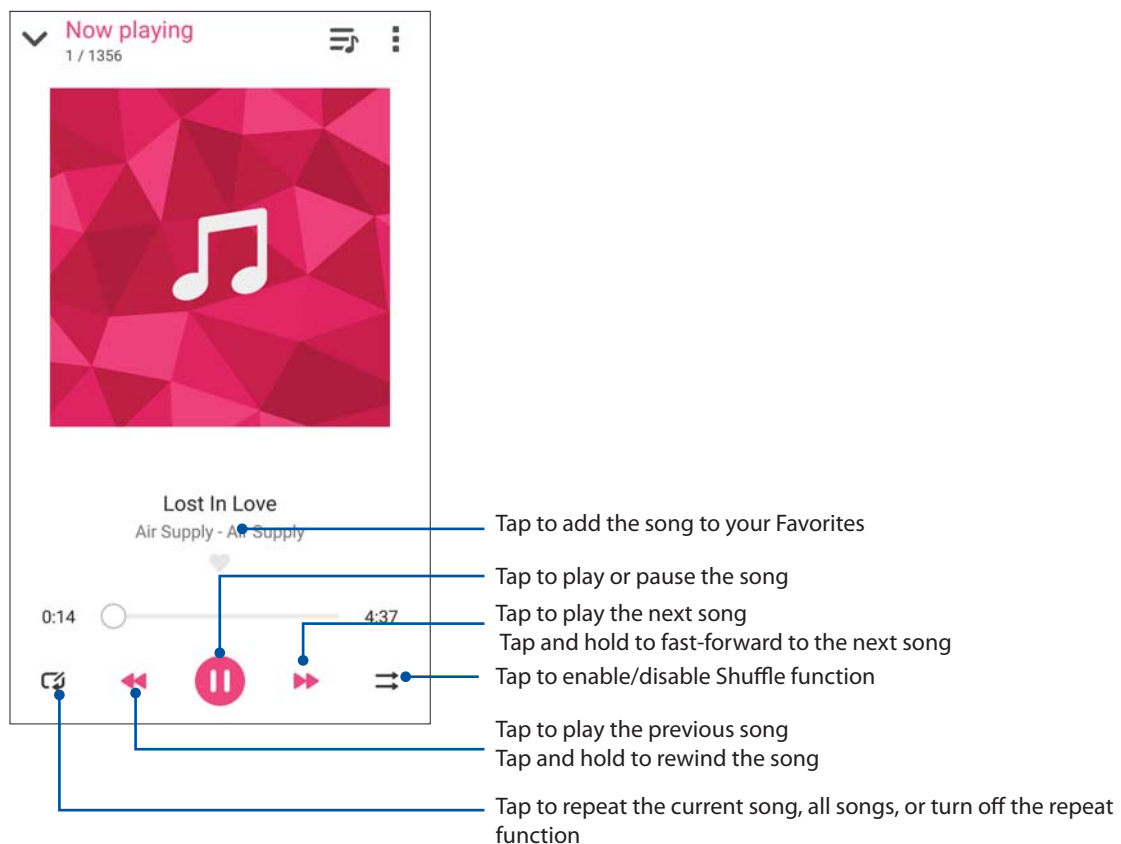 Now playing
1 / 1356
Lost In Love
Air Supply - Air Supply
Tap to add the song to your Favorites
Tap to play or pause the song
0:14
4:37
Tap to play the next song
Tap and hold to fast-forward to the next song
Tap to enable/disable Shuffle function
Tap to play the previous song
Tap and hold to rewind the song
Tap to repeat the current song, all songs, or turn off the repeat
function